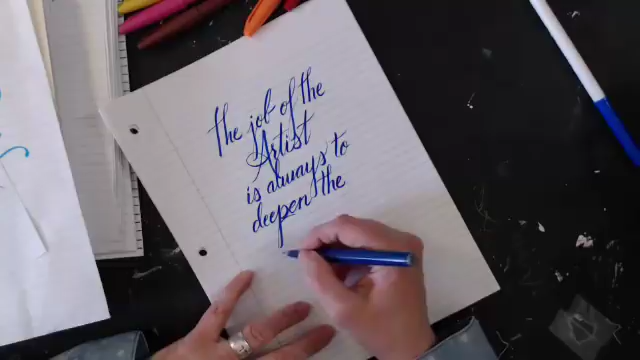 the job of the
Artist
is always to
deepen the